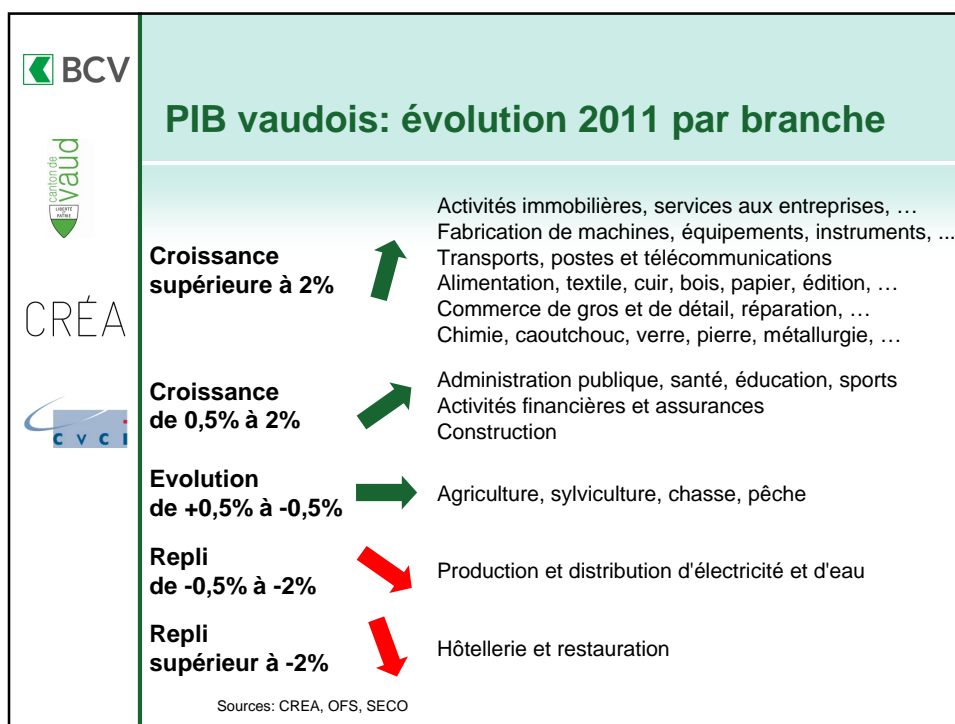 BCV
PIB vaudois: évolution 2011 par branche
canton de
vaud
LIBERTÉ
ET
PATRIE
CRÉA
CVCI
Croissance
supérieure à 2%
Activités immobilières, services aux entreprises, …
Fabrication de machines, équipements, instruments, ...
Transports, postes et télécommunications
Alimentation, textile, cuir, bois, papier, édition, …
Commerce de gros et de détail, réparation, …
Chimie, caoutchouc, verre, pierre, métallurgie, …
Croissance
de 0,5% à 2%
Administration publique, santé, éducation, sports
Activités financières et assurances
Construction
Evolution
de +0,5% à -0,5%
Agriculture, sylviculture, chasse, pêche
Repli
de -0,5% à -2%
Production et distribution d'électricité et d'eau
Repli
supérieur à -2%
Hôtellerie et restauration
Sources: CREA, OFS, SECO